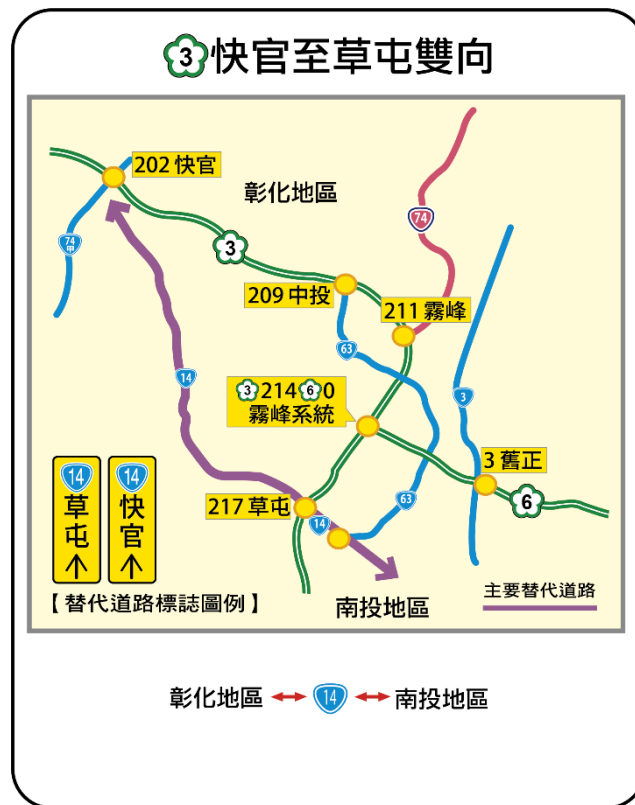 3快官至草屯雙向
202 快官
彰化地區
74
74甲
3
209 中投
211 霧峰
63
14
3
3 214 6 0
霧峰系統
3 舊正
217 草屯
63
14
6
14
草屯↑
14
快官↑
【替代道路標誌圖例】
南投地區
主要替代道路
彰化地區 ↔ 14 ↔ 南投地區